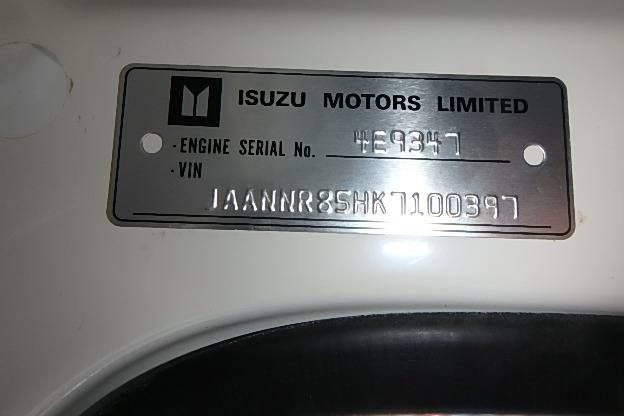 ISUZU MOTORS LIMITED
·ENGINE SERIAL No. 4E9347
·VIN
JAANNR85HK7100397